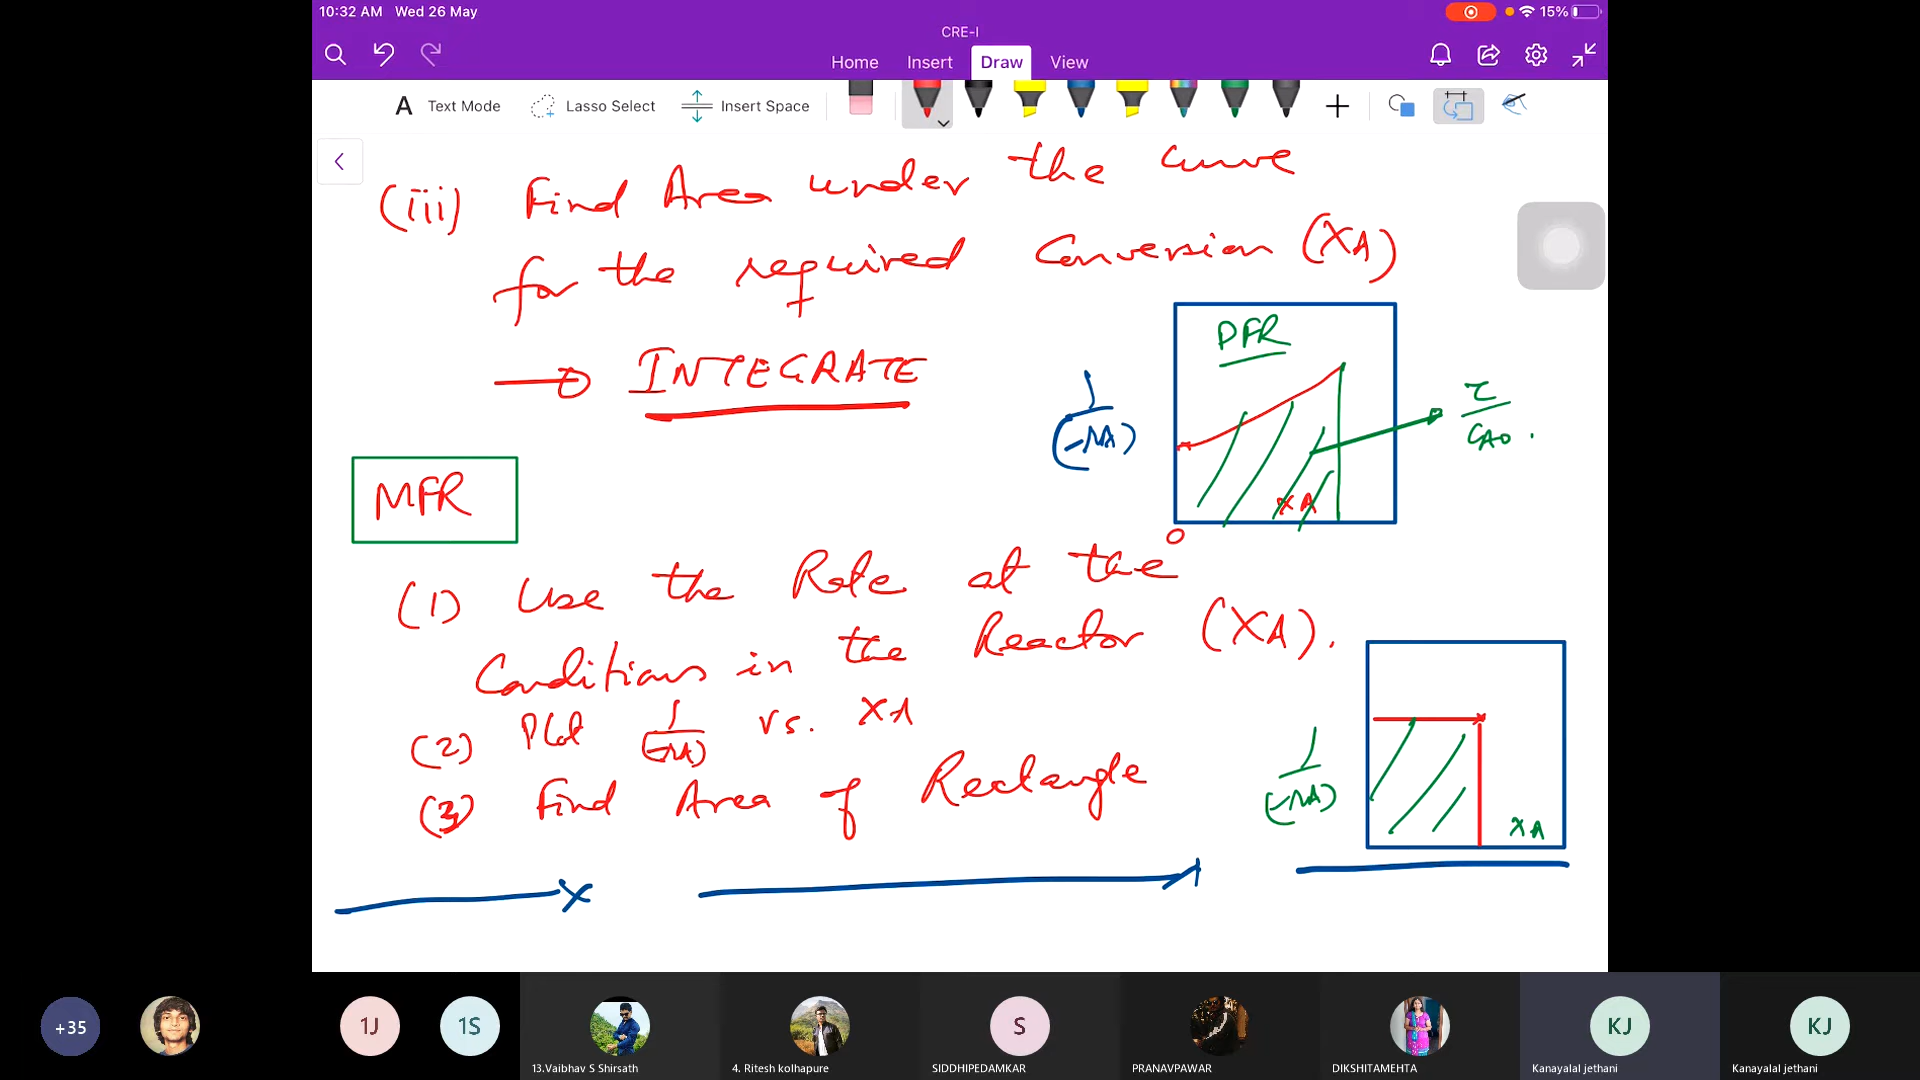 10:32 AM Wed 26 May
15%
CRE-I
Home Insert Draw View
A Text Mode Lasso Select Insert Space
(iii) Find Area under the curve
for the required Conversion (XA)
→ INTEGRATE
PFR
1/(-rA)
τ/CAO.
XA
0
MFR
(1) Use the Rate at the
Conditions in the Reactor (XA).
(2) Plot 1/(-rA) vs. XA
(3) Find Area of Rectangle
1/(-rA)
XA
+35
1J
1S
S
KJ
KJ
13.Vaibhav S Shirsath
4. Ritesh kolhapure
SIDDHIPEDAMKAR
PRANAVPAWAR
DIKSHITAMEHTA
Kanayalal jethani
Kanayalal jethani